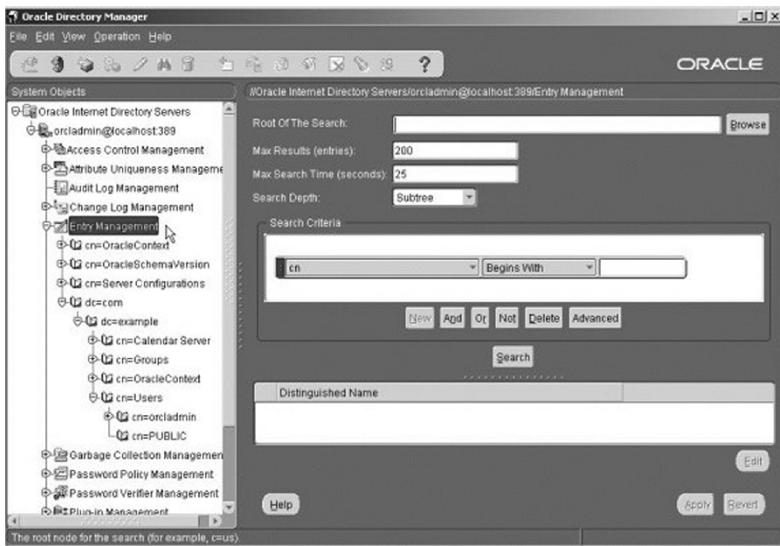 Oracle Directory Manager
File Edit View Operation Help
ORACLE
System Objects
//Oracle Internet Directory Servers/orcladmin@localhost:389/Entry Management
Oracle Internet Directory Servers
orcladmin@localhost:389
Access Control Management
Attribute Uniqueness Manageme
Audit Log Management
Change Log Management
Entry Management
cn=OracleContext
cn=OracleSchemaVersion
cn=Server Configurations
dc=com
dc=example
cn=Calendar Server
cn=Groups
cn=OracleContext
cn=Users
cn=orcladmin
cn=PUBLIC
Garbage Collection Managemen
Password Policy Management
Password Verifier Management
Plug-in Management
Root Of The Search:
Browse
Max Results (entries): 200
Max Search Time (seconds): 25
Search Depth: Subtree
Search Criteria
cn Begins With
New And Or Not Delete Advanced
Search
Distinguished Name
Edit
Help Apply Revert
The root node for the search (for example, c=us).